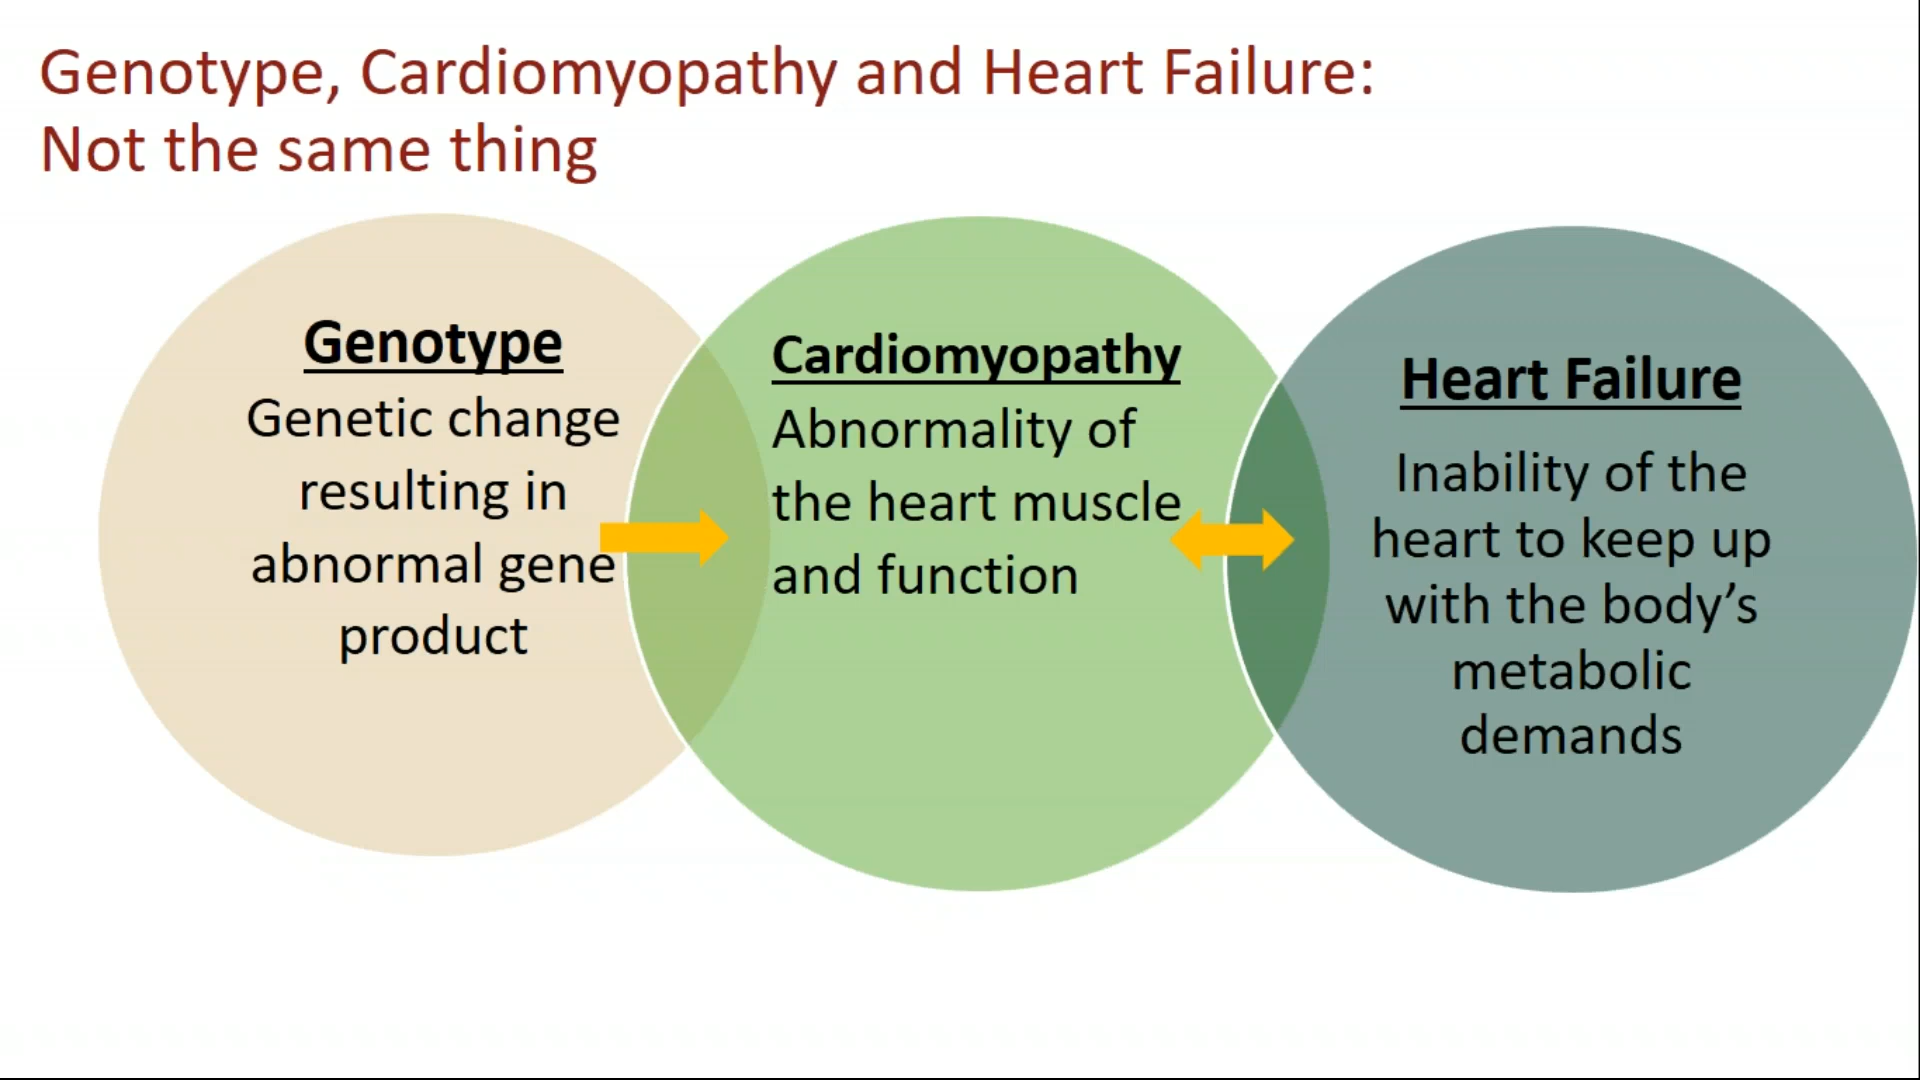 Genotype, Cardiomyopathy and Heart Failure:
Not the same thing
Genotype
Genetic change
resulting in
abnormal gene
product
Cardiomyopathy
Abnormality of
the heart muscle
and function
Heart Failure
Inability of the
heart to keep up
with the body’s
metabolic
demands